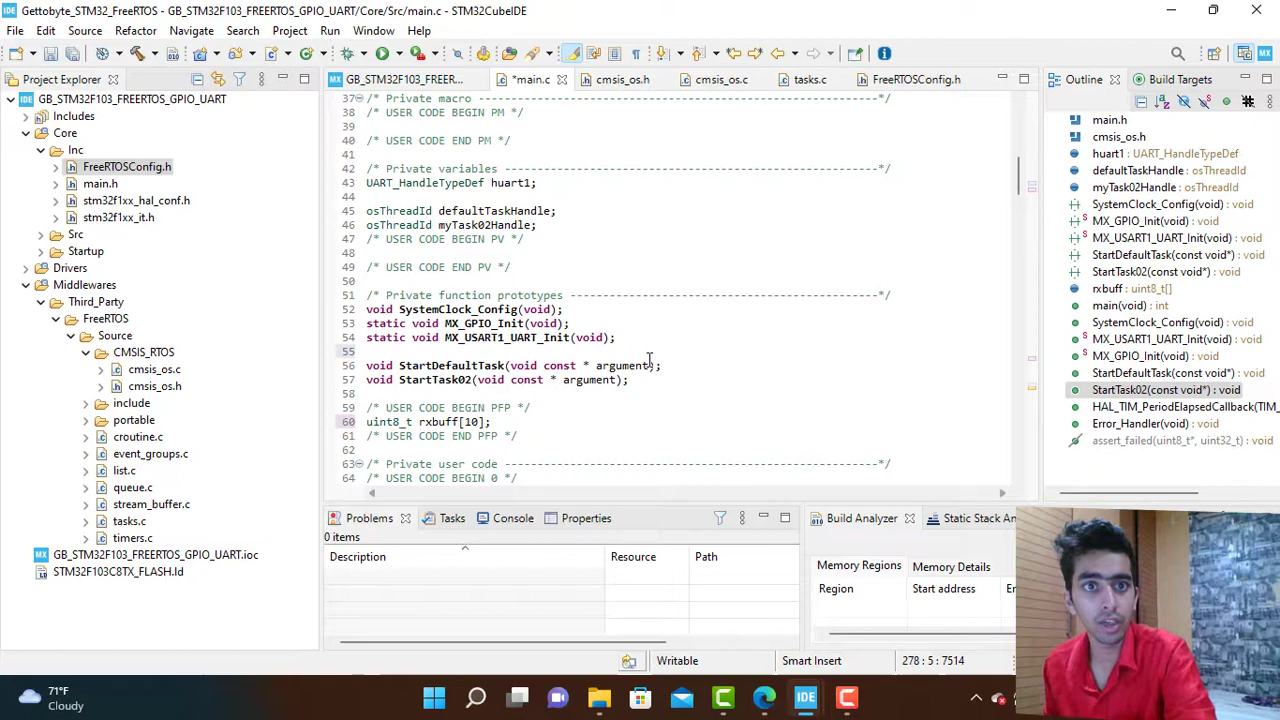 Gettobyte_STM32_FreeRTOS - GB_STM32F103_FREERTOS_GPIO_UART/Core/Src/main.c - STM32CubeIDE
File Edit Source Refactor Navigate Search Project Run Window Help
Project Explorer
GB_STM32F103_FREERTOS_GPIO_UART
Includes
Core
Inc
FreeRTOSConfig.h
main.h
stm32f1xx_hal_conf.h
stm32f1xx_it.h
Src
Startup
Drivers
Middlewares
Third_Party
FreeRTOS
Source
CMSIS_RTOS
cmsis_os.c
cmsis_os.h
include
portable
croutine.c
event_groups.c
list.c
queue.c
stream_buffer.c
tasks.c
timers.c
GB_STM32F103_FREERTOS_GPIO_UART.ioc
STM32F103C8TX_FLASH.ld
GB_STM32F103_FREER... *main.c cmsis_os.h cmsis_os.c tasks.c FreeRTOSConfig.h
37 /* Private macro -------------------------------------------------------------*/
38 /* USER CODE BEGIN PM */
39
40 /* USER CODE END PM */
41
42 /* Private variables ---------------------------------------------------------*/
43 UART_HandleTypeDef huart1;
44
45 osThreadId defaultTaskHandle;
46 osThreadId myTask02Handle;
47 /* USER CODE BEGIN PV */
48
49 /* USER CODE END PV */
50
51 /* Private function prototypes -----------------------------------------------*/
52 void SystemClock_Config(void);
53 static void MX_GPIO_Init(void);
54 static void MX_USART1_UART_Init(void);
55
56 void StartDefaultTask(void const * argument);
57 void StartTask02(void const * argument);
58
59 /* USER CODE BEGIN PFP */
60 uint8_t rxbuff[10];
61 /* USER CODE END PFP */
62
63 /* Private user code ---------------------------------------------------------*/
64 /* USER CODE BEGIN 0 */
Outline Build Targets
main.h
cmsis_os.h
huart1 : UART_HandleTypeDef
defaultTaskHandle : osThreadId
myTask02Handle : osThreadId
SystemClock_Config(void) : void
MX_GPIO_Init(void) : void
MX_USART1_UART_Init(void) : void
StartDefaultTask(const void*) : void
StartTask02(const void*) : void
rxbuff : uint8_t[]
main(void) : int
SystemClock_Config(void) : void
MX_USART1_UART_Init(void) : void
MX_GPIO_Init(void) : void
StartDefaultTask(const void*) : void
StartTask02(const void*) : void
HAL_TIM_PeriodElapsedCallback(TIM_
Error_Handler(void) : void
assert_failed(uint8_t*, uint32_t) : void
Problems Tasks Console Properties
0 items
Description Resource Path
Build Analyzer Static Stack An
Memory Regions Memory Details
Region Start address
Writable Smart Insert 278 : 5 : 7514
71°F
Cloudy
IDE